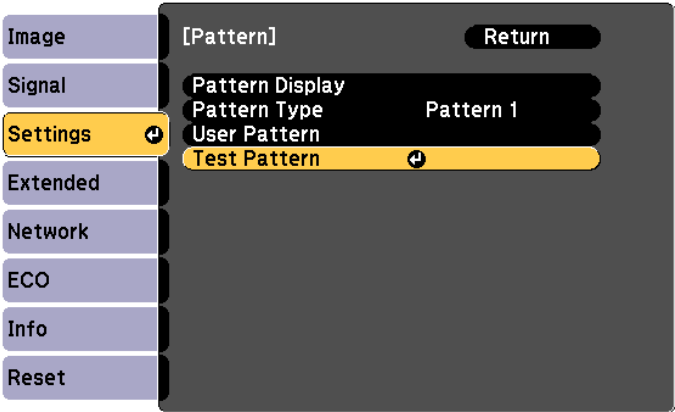 Image
Signal
Settings
Extended
Network
ECO
Info
Reset
[Pattern]
Return
Pattern Display
Pattern Type Pattern 1
User Pattern
Test Pattern